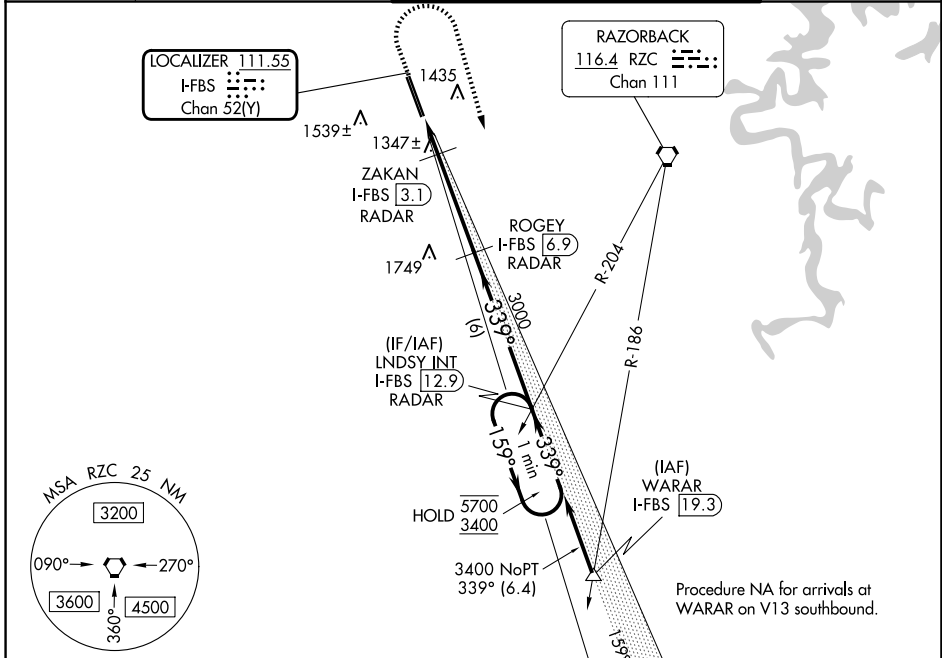 LOCALIZER 111.55
I-FBS
Chan 52(Y)
RAZORBACK
116.4 RZC
Chan 111
1435
1539±
1347±
ZAKAN
I-FBS 3.1
RADAR
ROGEY
I-FBS 6.9
RADAR
1749
R-204
R-186
3000
339°
(6)
(IF/IAF)
LNDSY INT
I-FBS 12.9
RADAR
159°
1 min
339°
HOLD 5700
3400
(IAF)
WARAR
I-FBS 19.3
3400 NoPT
339° (6.4)
Procedure NA for arrivals at
WARAR on V13 southbound.
159°
MSA RZC 25 NM
3200
090°
270°
3600
4500
360°